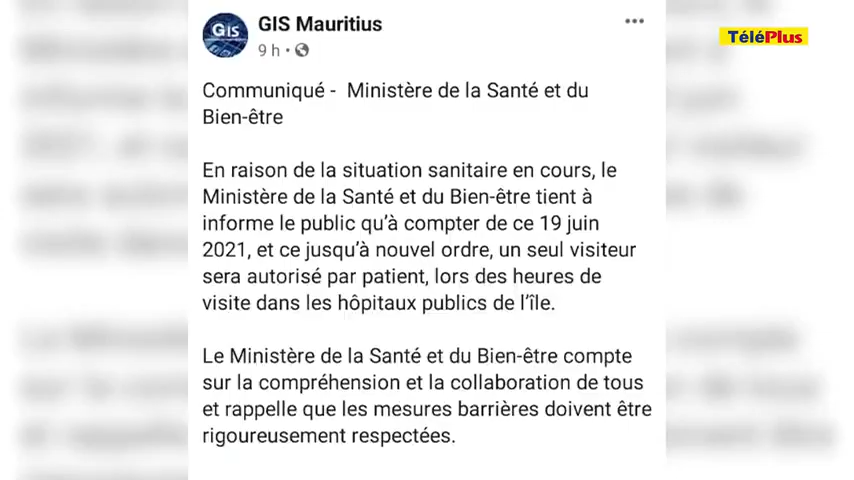 GIS
GIS Mauritius
9 h
TéléPlus
Communiqué - Ministère de la Santé et du
Bien-être
En raison de la situation sanitaire en cours, le
Ministère de la Santé et du Bien-être tient à
informe le public qu'à compter de ce 19 juin
2021, et ce jusqu'à nouvel ordre, un seul visiteur
sera autorisé par patient, lors des heures de
visite dans les hôpitaux publics de l'île.
Le Ministère de la Santé et du Bien-être compte
sur la compréhension et la collaboration de tous
et rappelle que les mesures barrières doivent être
rigoureusement respectées.